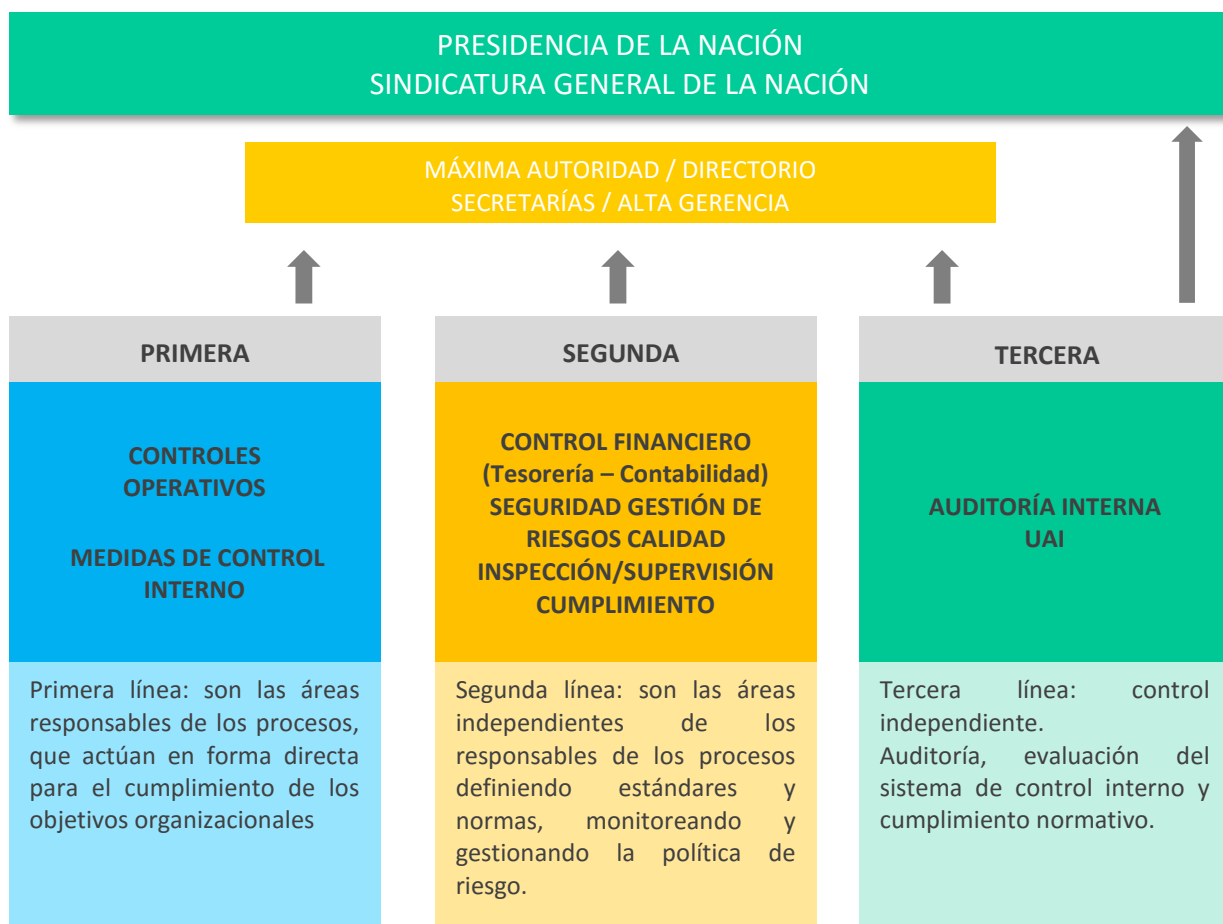 PRESIDENCIA DE LA NACIÓN
SINDICATURA GENERAL DE LA NACIÓN
MÁXIMA AUTORIDAD / DIRECTORIO
SECRETARÍAS / ALTA GERENCIA
PRIMERA
CONTROLES
OPERATIVOS
MEDIDAS DE CONTROL
INTERNO
Primera línea: son las áreas
responsables de los procesos,
que actúan en forma directa
para el cumplimiento de los
objetivos organizacionales
SEGUNDA
CONTROL FINANCIERO
(Tesorería – Contabilidad)
SEGURIDAD GESTIÓN DE
RIESGOS CALIDAD
INSPECCIÓN/SUPERVISIÓN
CUMPLIMIENTO
Segunda línea: son las áreas
independientes de los
responsables de los procesos
definiendo estándares y
normas, monitoreando y
gestionando la política de
riesgo.
TERCERA
AUDITORÍA INTERNA
UAI
Tercera línea: control
independiente.
Auditoría, evaluación del
sistema de control interno y
cumplimiento normativo.